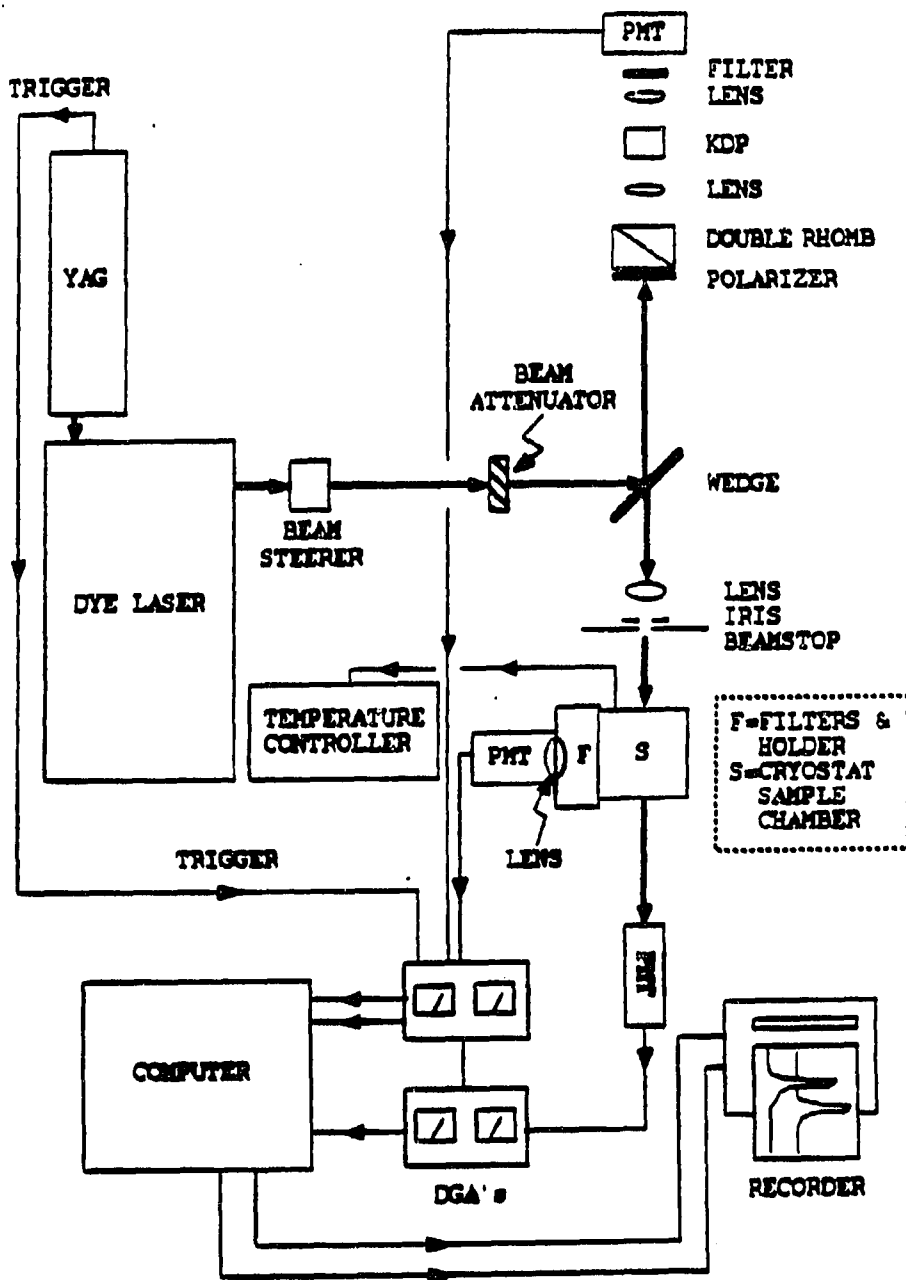 PMT
FILTER
LENS
TRIGGER
KDP
LENS
DOUBLE RHOMB
POLARIZER
YAG
BEAM
ATTENUATOR
WEDGE
BEAM
STEERER
DYE LASER
LENS
IRIS
BEAMSTOP
TEMPERATURE
CONTROLLER
PMT
F
S
F=FILTERS &
HOLDER
S=CRYOSTAT
SAMPLE
CHAMBER
LENS
TRIGGER
PMT
COMPUTER
DGA's
RECORDER